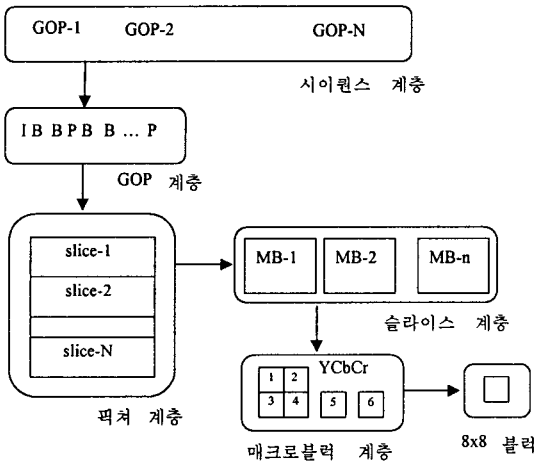 GOP-1 GOP-2 GOP-N
시이퀀스 계층
I B B P B B ... P
GOP 계층
slice-1
slice-2
slice-N
픽쳐 계층
MB-1 MB-2 MB-n
슬라이스 계층
YCbCr
1 2
3 4 5 6
매크로블럭 계층
8x8 블럭